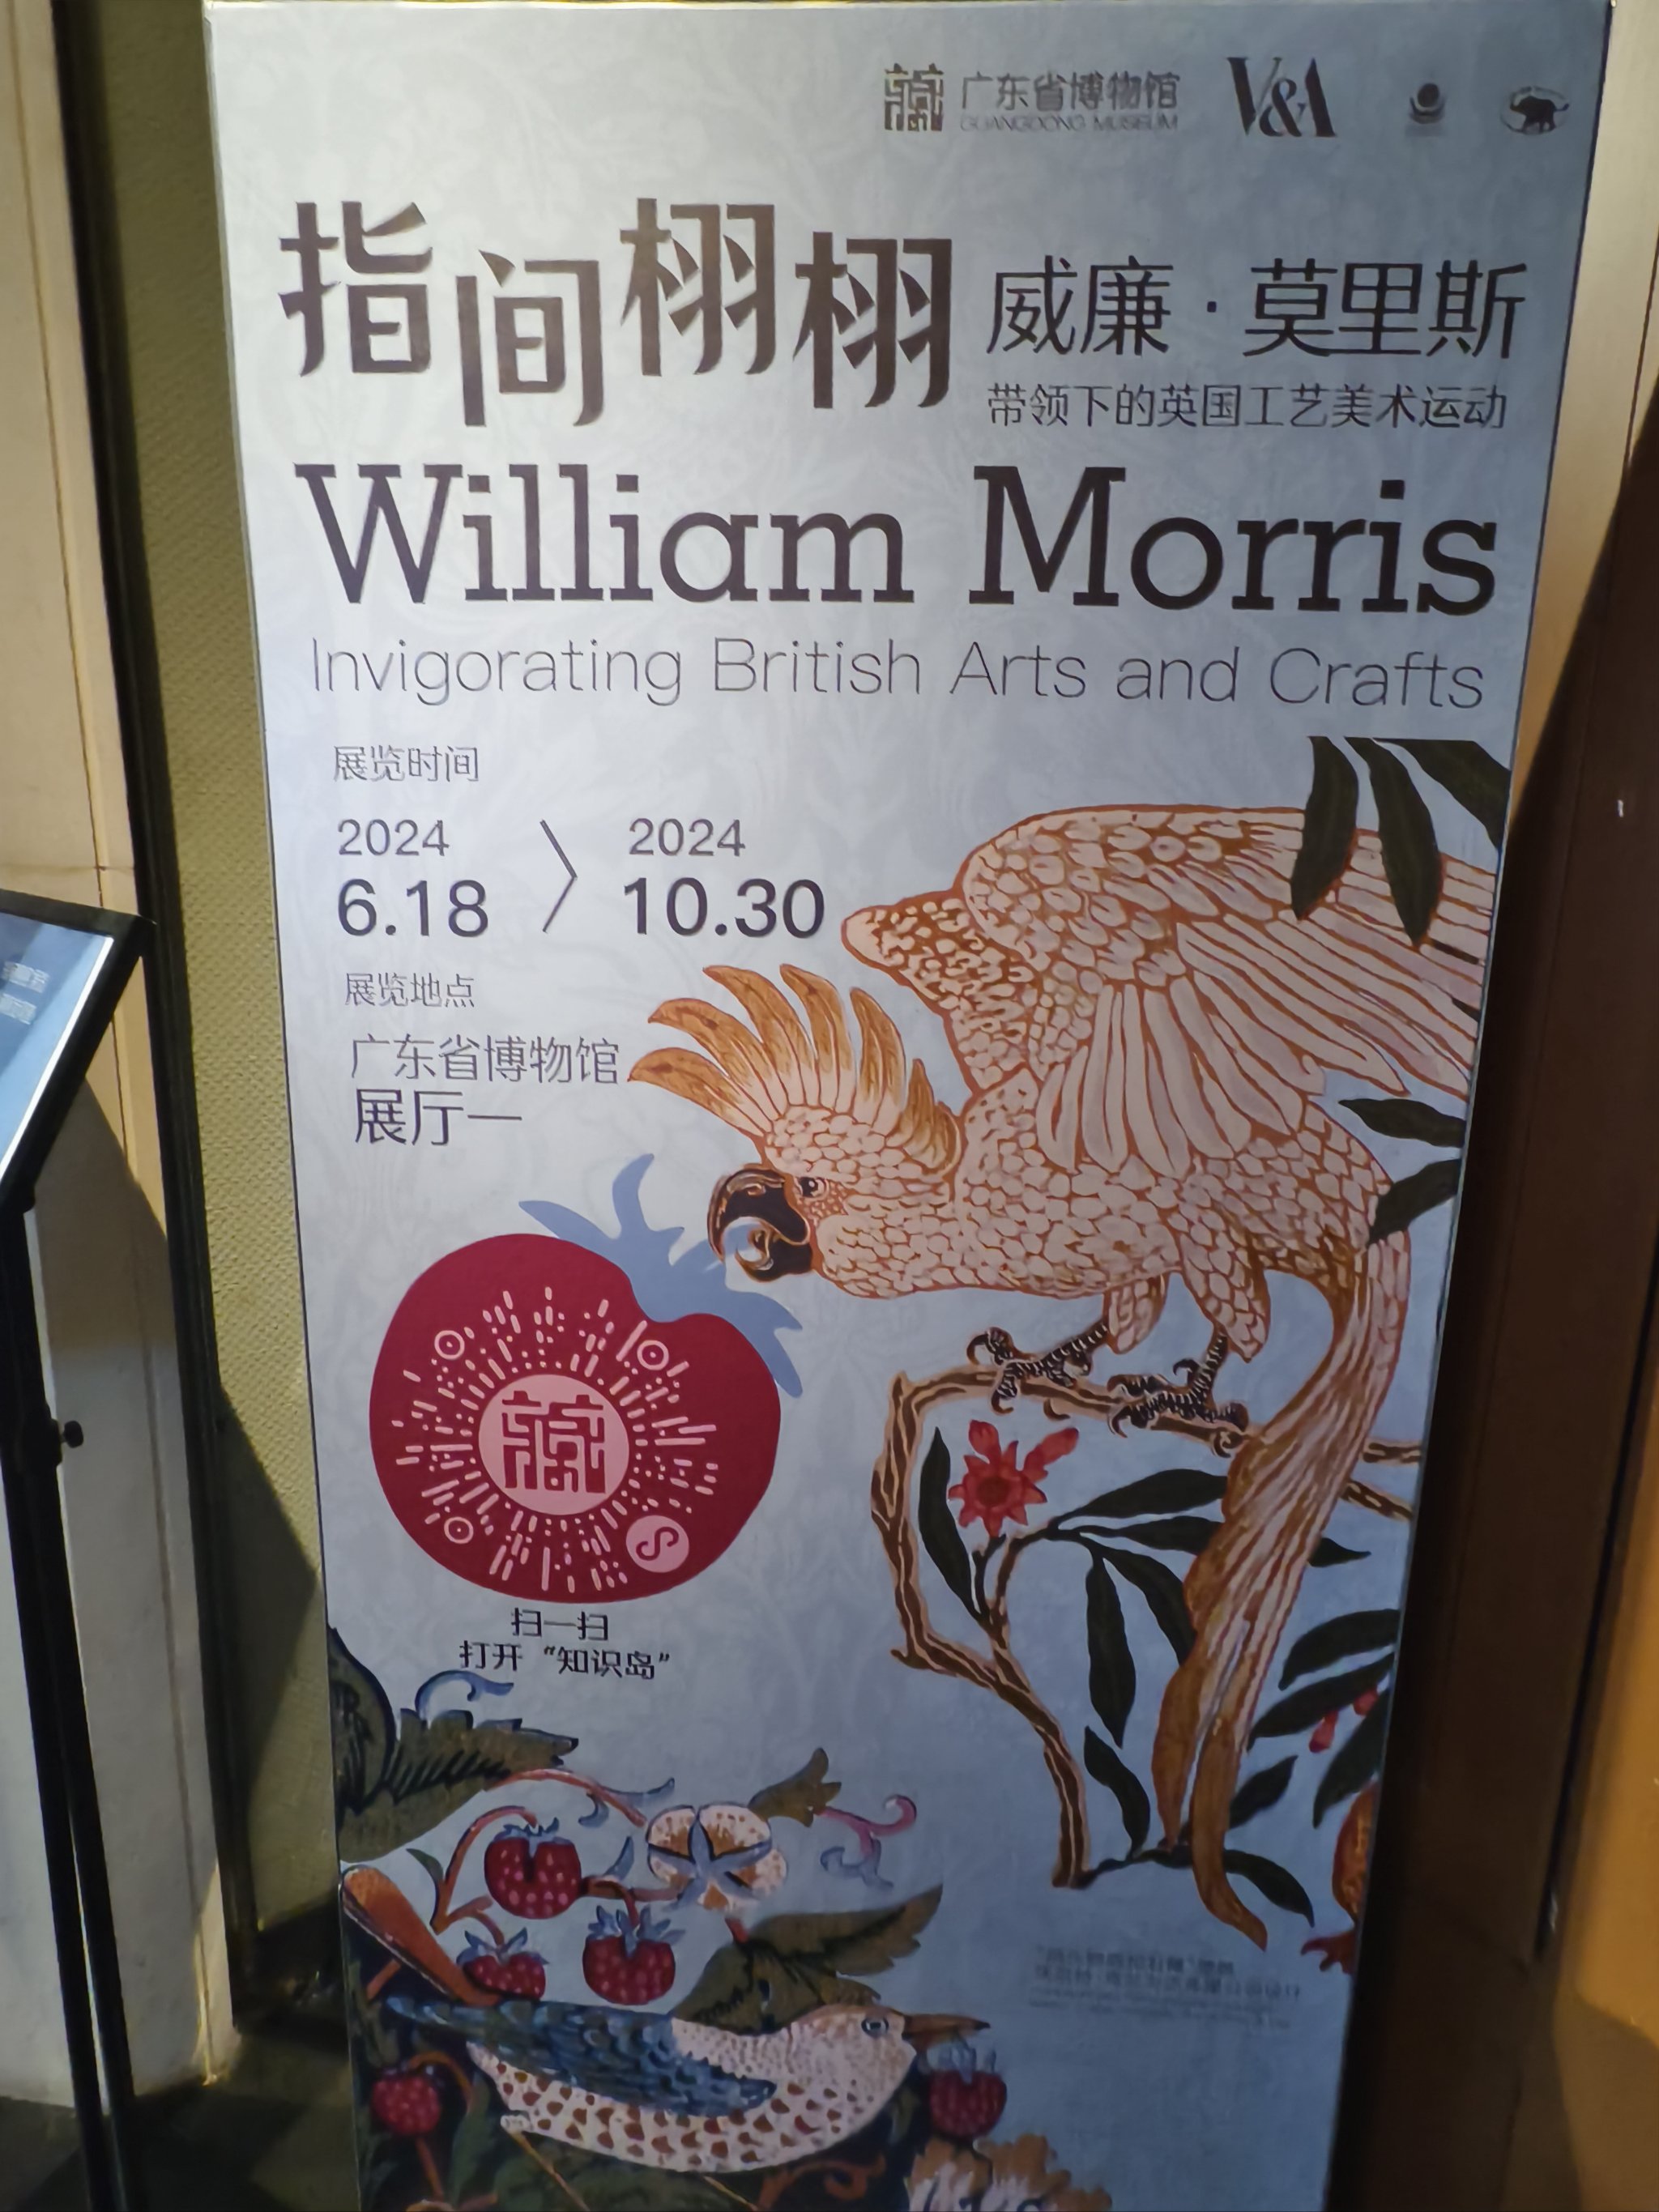 广东省博物馆
GUANGDONG MUSEUM
V&A
指间栩栩
威廉·莫里斯
带领下的英国工艺美术运动
William Morris
Invigorating British Arts and Crafts
展览时间
2024 2024
6.18 10.30
展览地点
广东省博物馆
展厅一
扫一扫
打开“知识岛”